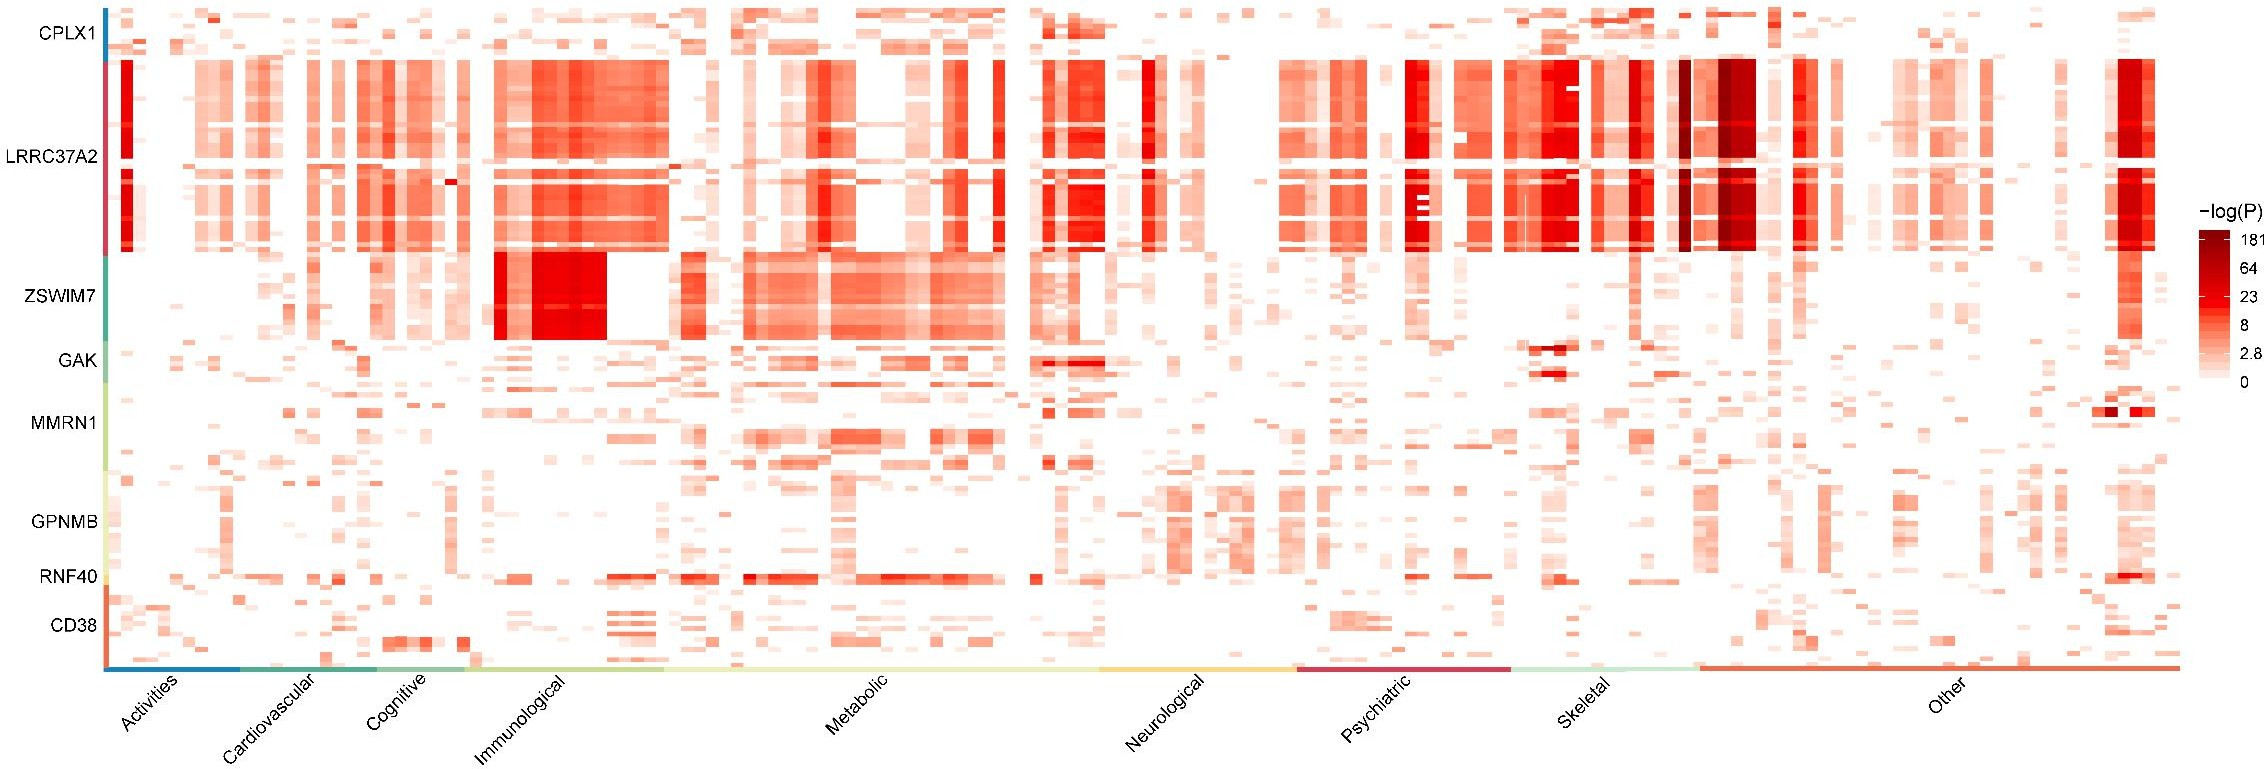 CPLX1
LRRC37A2
ZSWIM7
GAK
MMRN1
GPNMB
RNF40
CD38
Activities
Cardiovascular
Cognitive
Immunological
Metabolic
Neurological
Psychiatric
Skeletal
Other
−log(P)
181
64
23
8
2.8
0